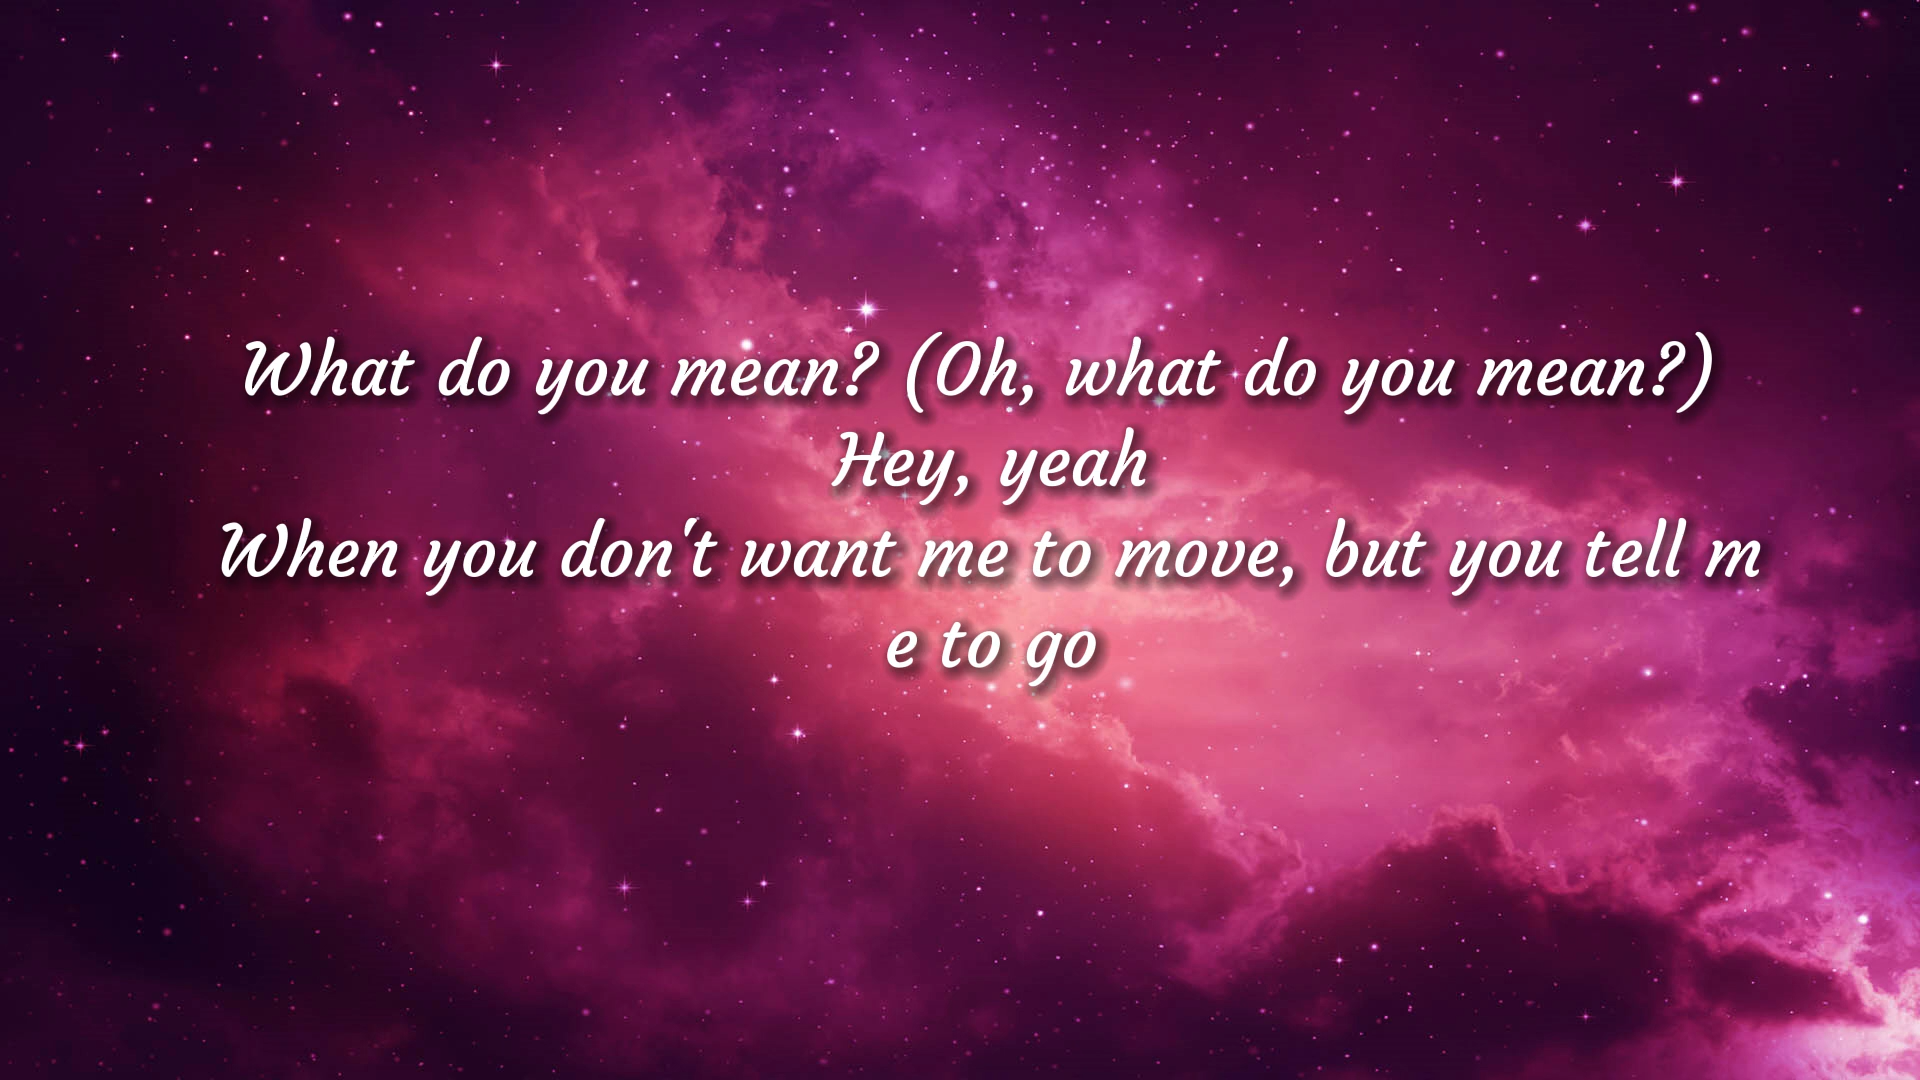 What do you mean? (Oh, what do you mean?)
Hey, yeah
When you don't want me to move, but you tell m
e to go